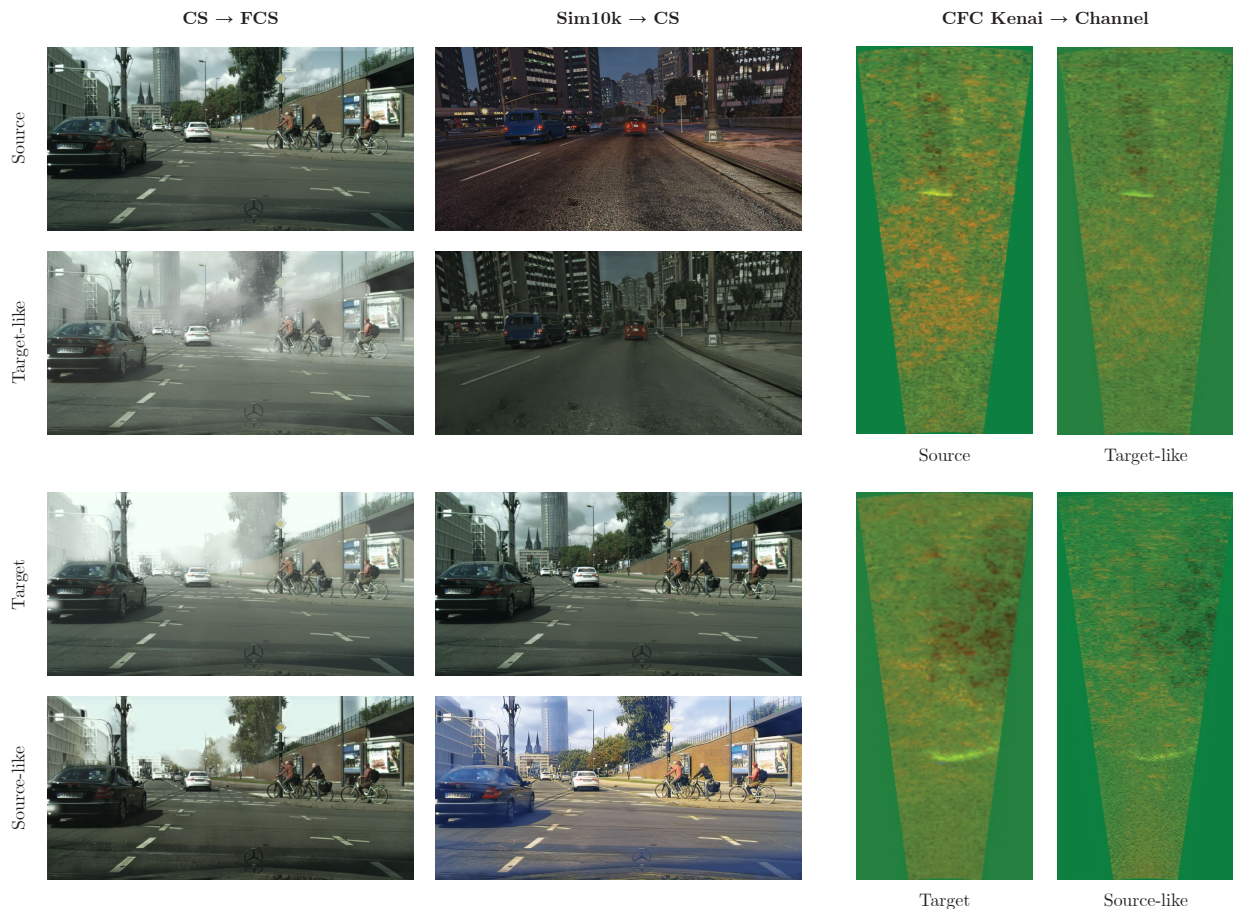 CS → FCS
Sim10k → CS
CFC Kenai → Channel
Source
Target-like
Source
Target-like
Target
Source-like
Target
Source-like